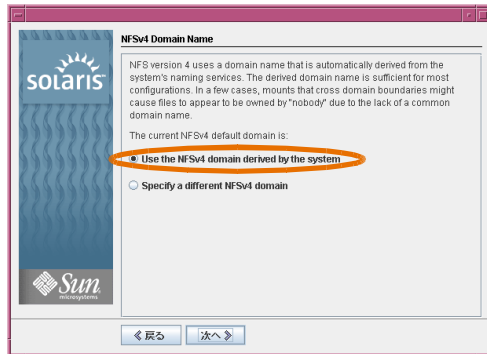 NFSv4 Domain Name
solaris
NFS version 4 uses a domain name that is automatically derived from the
system's naming services. The derived domain name is sufficient for most
configurations. In a few cases, mounts that cross domain boundaries might
cause files to appear to be owned by "nobody" due to the lack of a common
domain name.
The current NFSv4 default domain is:
Use the NFSv4 domain derived by the system
Specify a different NFSv4 domain
Sun
microsystems
戻る
次へ